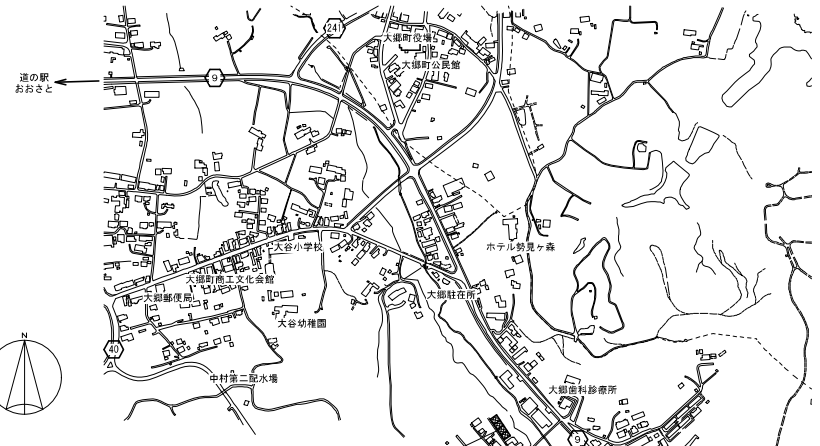 241
大郷町役場
大郷町公民館
道の駅
おおさと
9
大谷小学校
ホテル勢見ヶ森
大郷町商工文化会館
大郷郵便局
大郷駐在所
大谷幼稚園
N
40
中村第二配水場
大郷歯科診療所
9